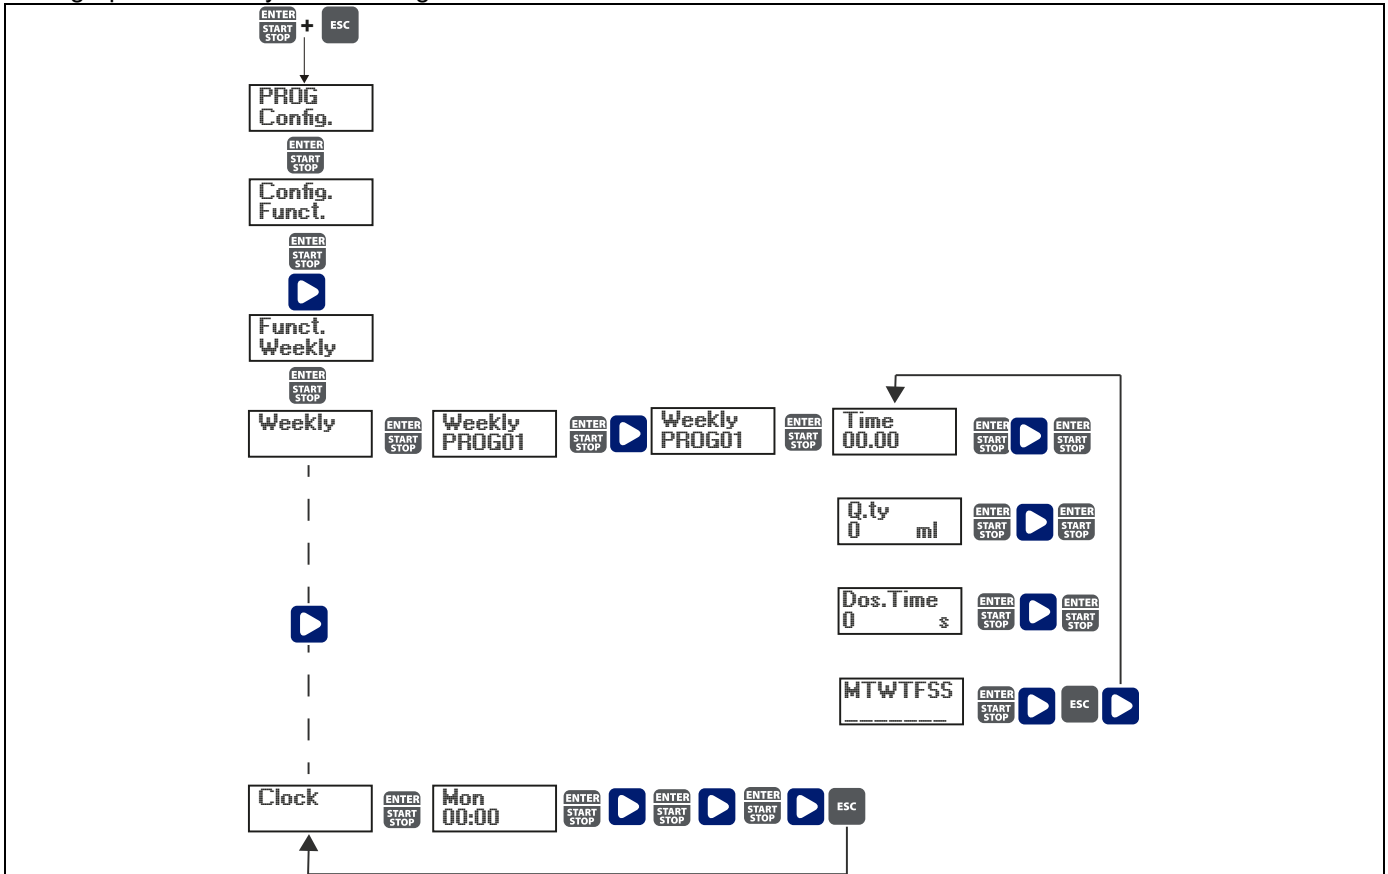 ENTER
START
STOP
+
ESC
PROG
Config.
ENTER
START
STOP
Config.
Funct.
ENTER
START
STOP
Funct.
Weekly
ENTER
START
STOP
Weekly
ENTER
START
STOP
Weekly
PROG01
ENTER
START
STOP
Weekly
PROG01
ENTER
START
STOP
Time
00.00
ENTER
START
STOP
ENTER
START
STOP
Q.ty
0 ml
ENTER
START
STOP
ENTER
START
STOP
Dos.Time
0 s
ENTER
START
STOP
ENTER
START
STOP
MTWTFSS
_______
ENTER
START
STOP
ESC
Clock
ENTER
START
STOP
Mon
00:00
ENTER
START
STOP
ENTER
START
STOP
ENTER
START
STOP
ESC